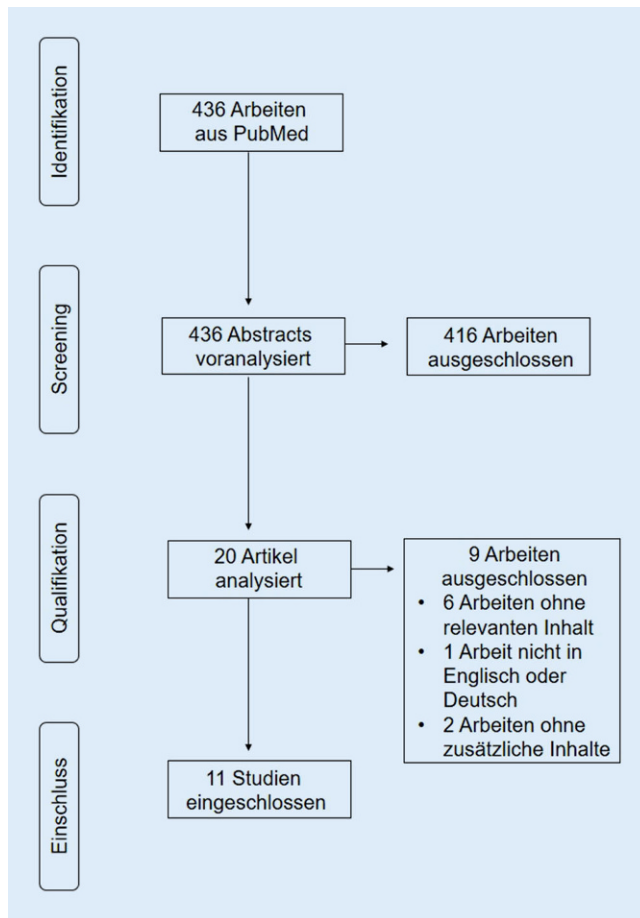 Identifikation
436 Arbeiten
aus PubMed
Screening
436 Abstracts
voranalysiert
416 Arbeiten
ausgeschlossen
Qualifikation
20 Artikel
analysiert
9 Arbeiten
ausgeschlossen
• 6 Arbeiten ohne
relevanten Inhalt
• 1 Arbeit nicht in
Englisch oder
Deutsch
• 2 Arbeiten ohne
zusätzliche Inhalte
Einschluss
11 Studien
eingeschlossen